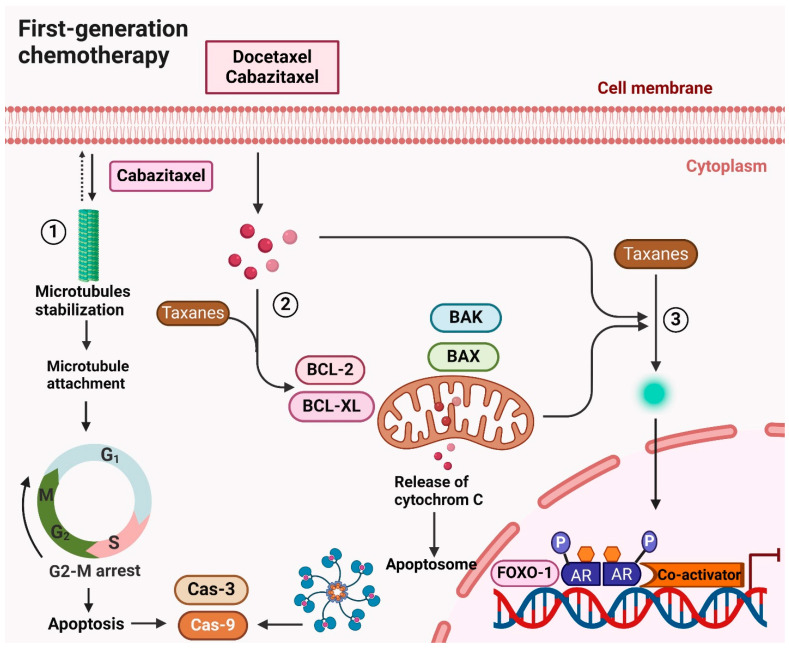 First-generation
chemotherapy
Docetaxel
Cabazitaxel
Cell membrane
Cytoplasm
Cabazitaxel
1
Microtubules
stabilization
Microtubule
attachment
G1
M
G2
S
G2-M arrest
Apoptosis
Taxanes
2
BCL-2
BCL-XL
BAK
BAX
Release of
cytochrom C
Apoptosome
Cas-3
Cas-9
Taxanes
3
P
P
FOXO-1
AR
AR
Co-activator